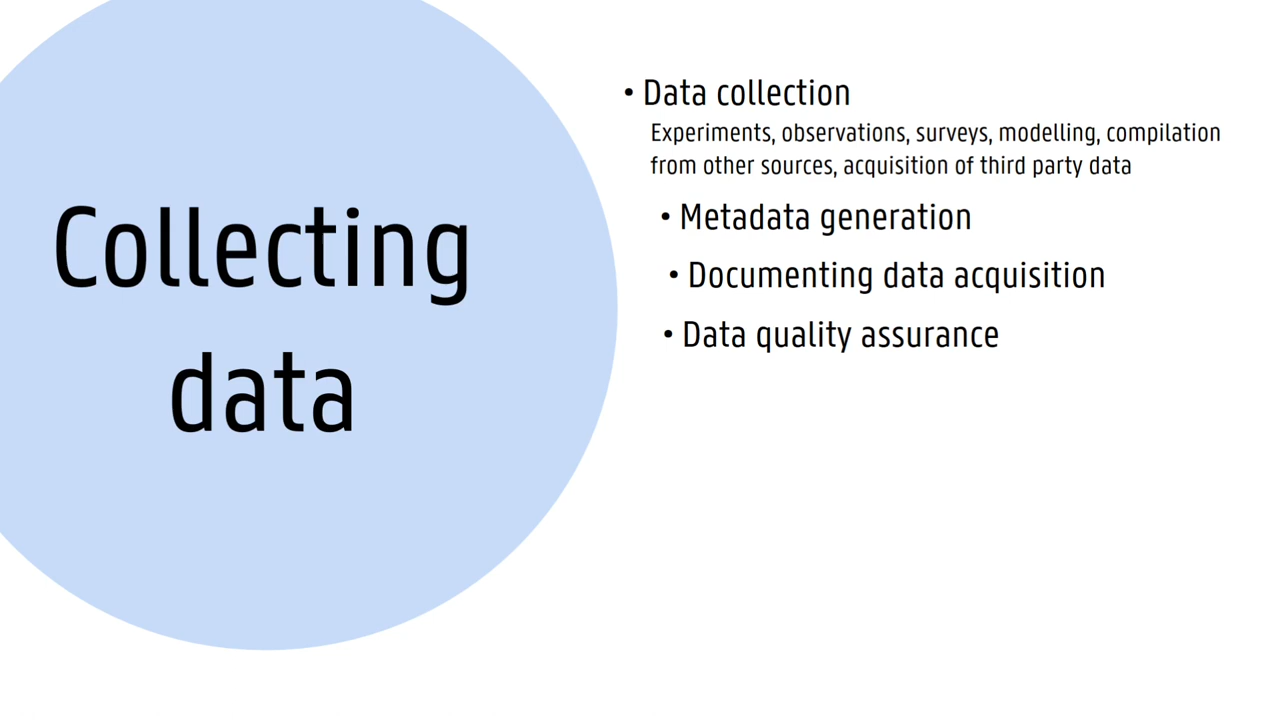 Collecting
data
• Data collection
Experiments, observations, surveys, modelling, compilation
from other sources, acquisition of third party data
• Metadata generation
• Documenting data acquisition
• Data quality assurance